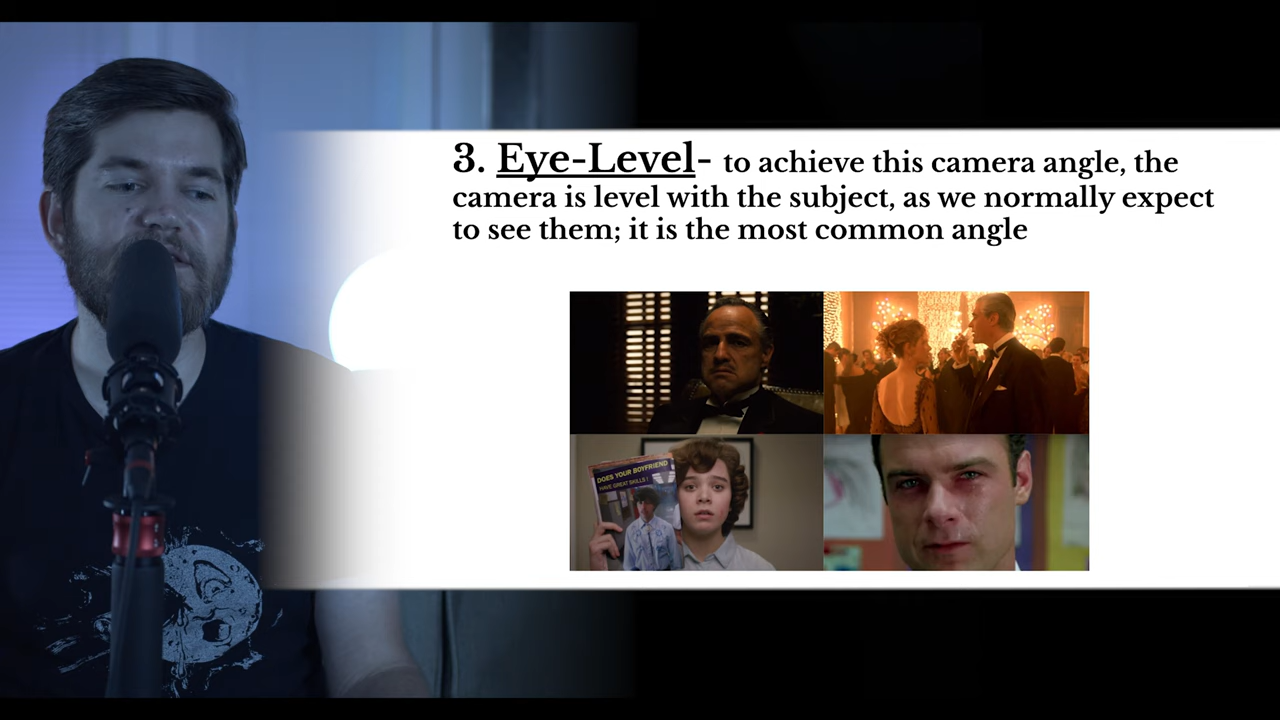 3. Eye-Level- to achieve this camera angle, the
camera is level with the subject, as we normally expect
to see them; it is the most common angle
DOES YOUR BOYFRIEND
HAVE GREAT SKILLS!